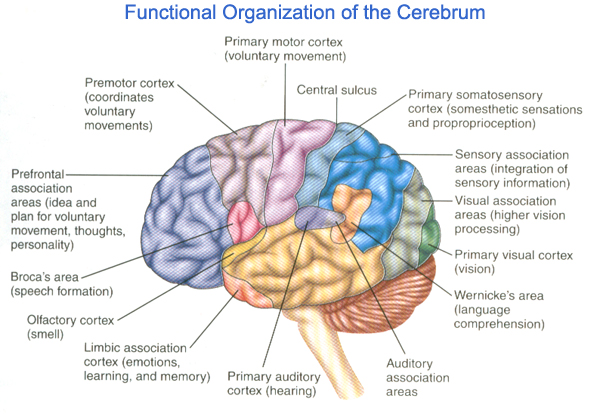 Functional Organization of the Cerebrum
Primary motor cortex
(voluntary movement)
Premotor cortex
(coordinates
voluntary
movements)
Central sulcus
Primary somatosensory
cortex (somesthetic sensations
and proproprioception)
Prefrontal
association
areas (idea and
plan for voluntary
movement, thoughts,
personality)
Sensory association
areas (integration of
sensory information)
Visual association
areas (higher vision
processing)
Broca's area
(speech formation)
Primary visual cortex
(vision)
Olfactory cortex
(smell)
Wernicke's area
(language
comprehension)
Limbic association
cortex (emotions,
learning, and memory)
Primary auditory
cortex (hearing)
Auditory
association
areas